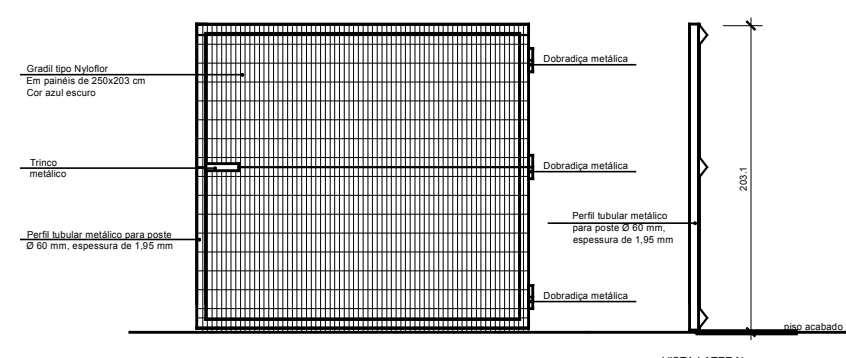 Gradil tipo Nyloflor
Em painéis de 250x203 cm
Cor azul escuro
Dobradiça metálica
Trinco
metálico
Dobradiça metálica
Perfil tubular metálico para poste
Ø 60 mm, espessura de 1,95 mm
Dobradiça metálica
Perfil tubular metálico
para poste Ø 60 mm,
espessura de 1,95 mm
203.1
piso acabado
VISTA LATERAL